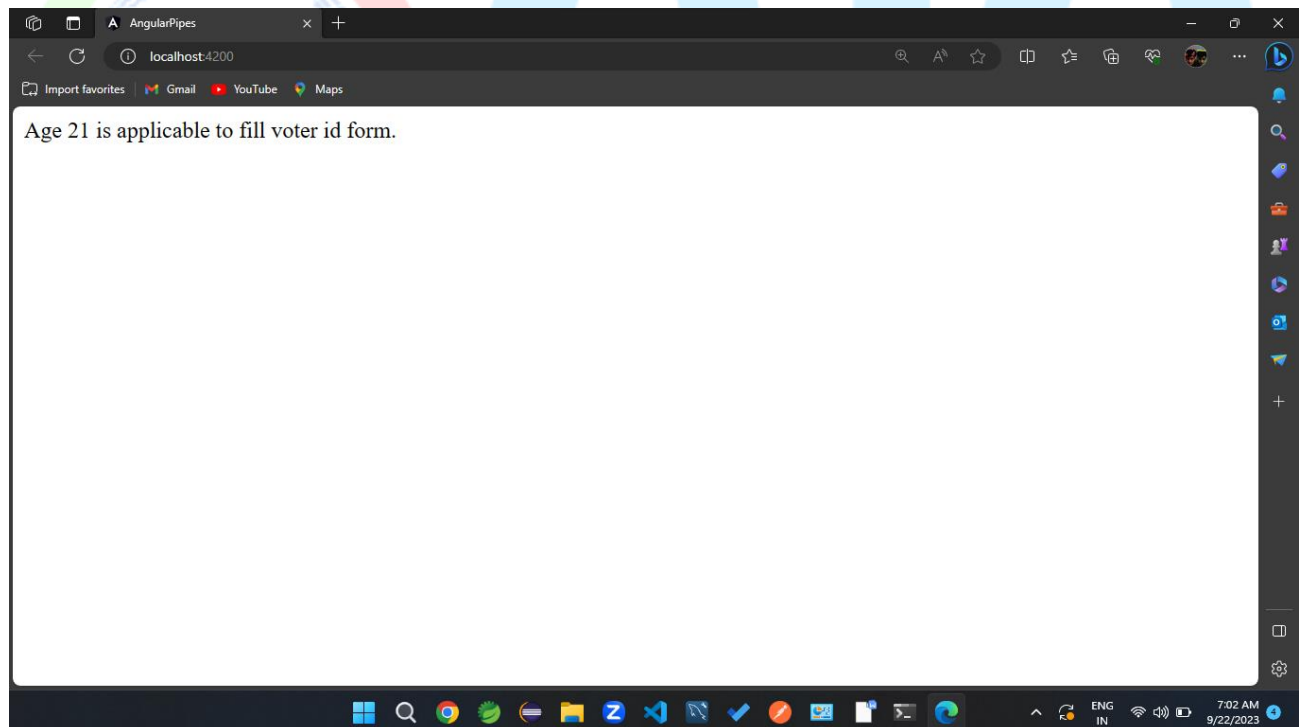 AngularPipes
localhost:4200
Import favorites Gmail YouTube Maps
Age 21 is applicable to fill voter id form.
ENG 7:02 AM
IN 9/22/2023 4